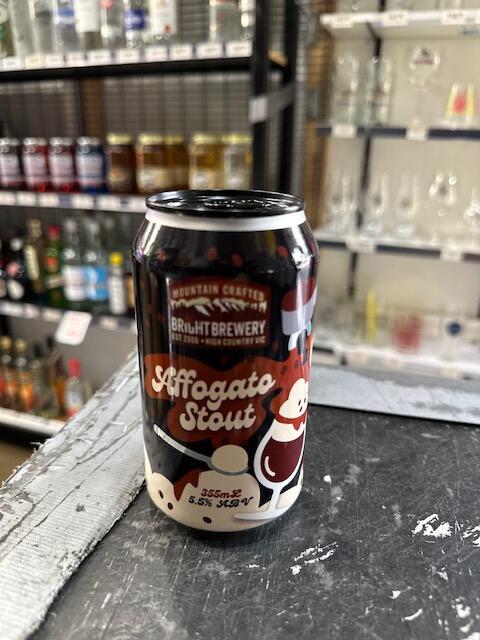 MOUNTAIN CRAFTED
BRIGHT BREWERY
EST 2005 • HIGH COUNTRY VIC
Affogato
Stout
355mL
5.5% ABV